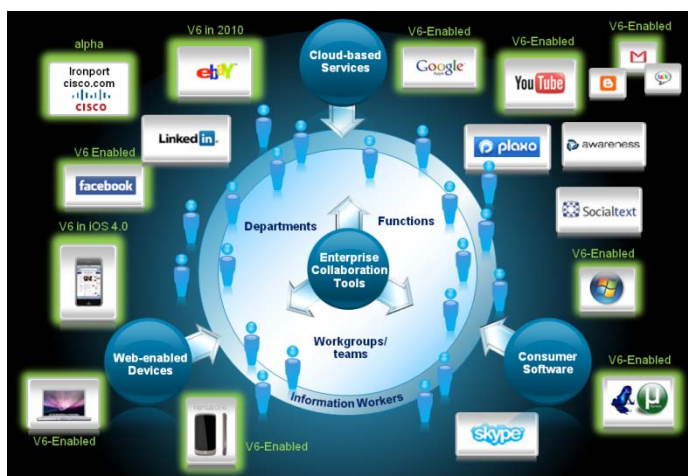 alpha
Ironport
cisco.com
CISCO
V6 in 2010
ebay
Cloud-based
Services
V6-Enabled
Google
V6-Enabled
YouTube
V6-Enabled
LinkedIn
plaxo
awareness
V6 Enabled
facebook
Socialtext
Departments
Functions
V6 in iOS 4.0
Enterprise
Collaboration
Tools
V6-Enabled
Workgroups/
teams
Web-enabled
Devices
Consumer
Software
Information Workers
V6-Enabled
V6-Enabled
V6-Enabled
skype